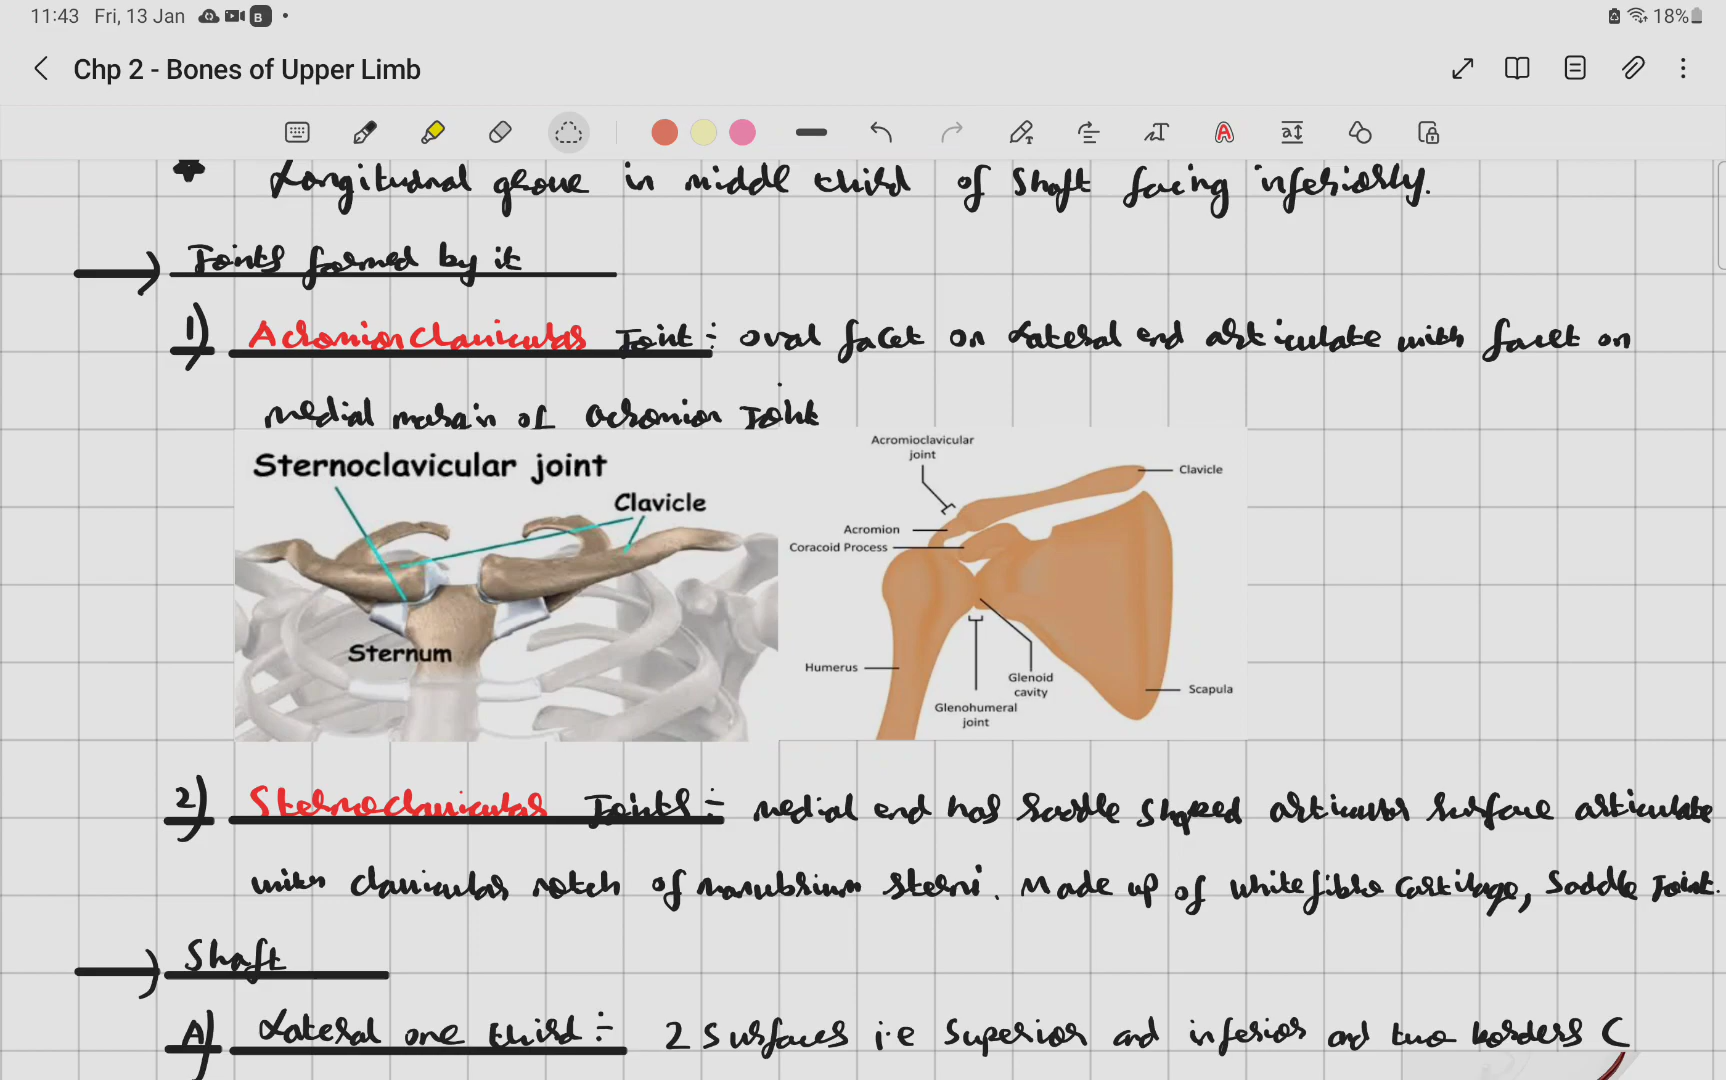 11:43 Fri, 13 Jan B 18%
Chp 2 - Bones of Upper Limb
A a
Longitudnal grove in middle third of Shaft facing inferiorly.
Joints formed by it
1) Acromionclavicular Joint :- oval facet on Lateral end articulate with facet on
medial margin of acromion Joint
Sternoclavicular joint
Clavicle
Sternum
Acromioclavicular
joint
Clavicle
Acromion
Coracoid Process
Humerus
Glenoid
cavity
Scapula
Glenohumeral
joint
2) Sternoclavicular Joints :- medial end has saddle shaped articular surface articulate
with clavicular notch of manubrium sterni. Made up of white fibro Cartilage, Saddle Joint.
Shaft
A) Lateral one third :- 2 surfaces i.e Superior and inferior and two borders (